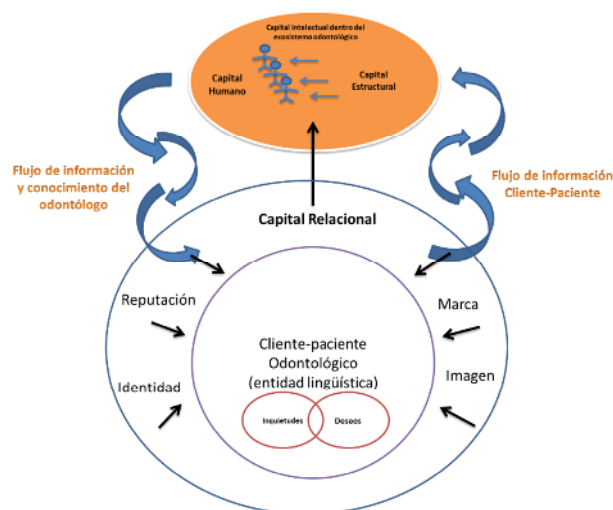 Capital Intelectual dentro del
ecosistema odontológico
Capital
Humano
Capital
Estructural
Flujo de información
y conocimiento del
odontólogo
Flujo de información
Cliente-Paciente
Capital Relacional
Reputación
Marca
Cliente-paciente
Odontológico
(entidad lingüística)
Identidad
Imagen
Inquietudes
Deseos